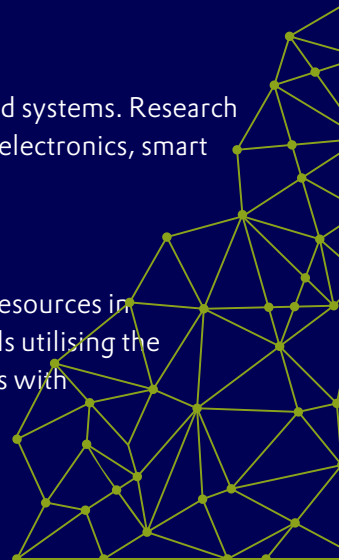 d systems. Research
electronics, smart
esources in
ls utilising the
s with